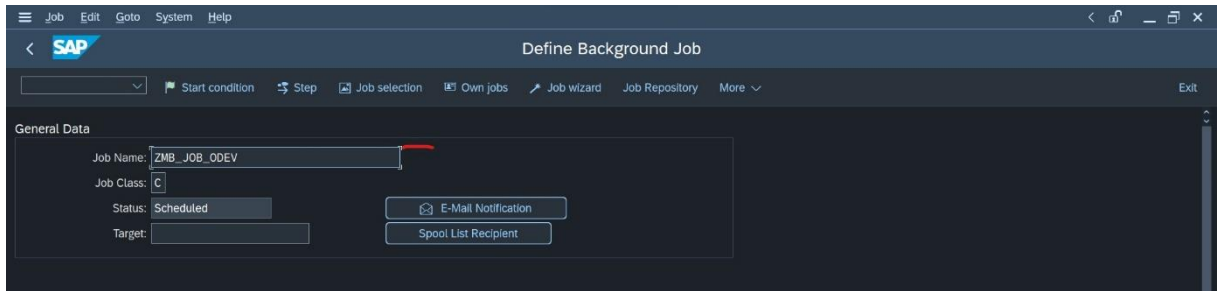 Job Edit Goto System Help
SAP Define Background Job
Start condition Step Job selection Own jobs Job wizard Job Repository More Exit
General Data
Job Name: ZMB_JOB_ODEV
Job Class: C
Status: Scheduled E-Mail Notification
Target: Spool List Recipient